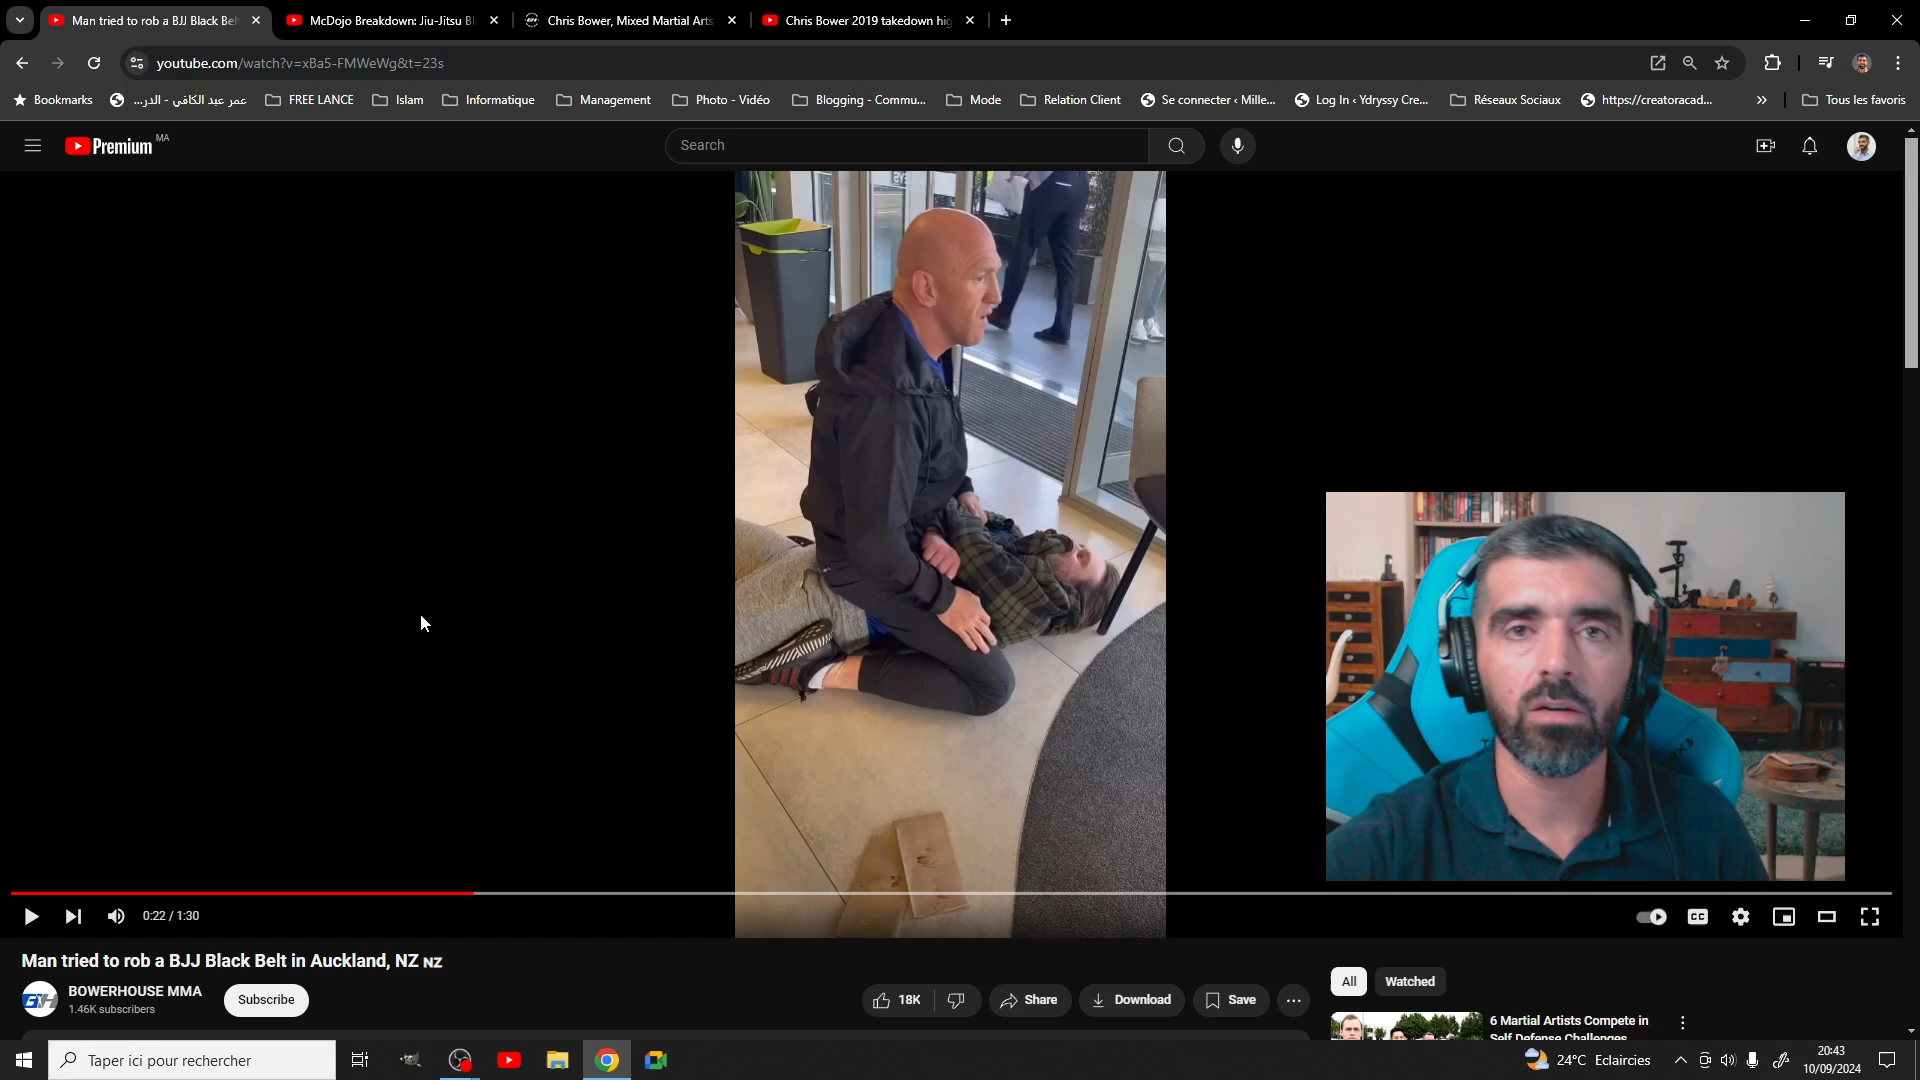 Man tried to rob a BJJ Black Bel
McDojo Breakdown: Jiu-Jitsu Bl
Chris Bower, Mixed Martial Arts
Chris Bower 2019 takedown hig
youtube.com/watch?v=xBa5-FMWeWg&t=23s
Bookmarks
عمر عبد الكافي - الدر...
FREE LANCE
Islam
Informatique
Management
Photo - Vidéo
Blogging - Commu...
Mode
Relation Client
Se connecter ‹ Mille...
Log In ‹ Ydryssy Cre...
Réseaux Sociaux
https://creatoracad...
Tous les favoris
Premium MA
Search
0:22 / 1:30
CC
Man tried to rob a BJJ Black Belt in Auckland, NZ NZ
BOWERHOUSE MMA
1.46K subscribers
Subscribe
18K
Share
Download
Save
All
Watched
6 Martial Artists Compete in
Self Defense Challenges
Taper ici pour rechercher
24°C Eclaircies
20:43
10/09/2024